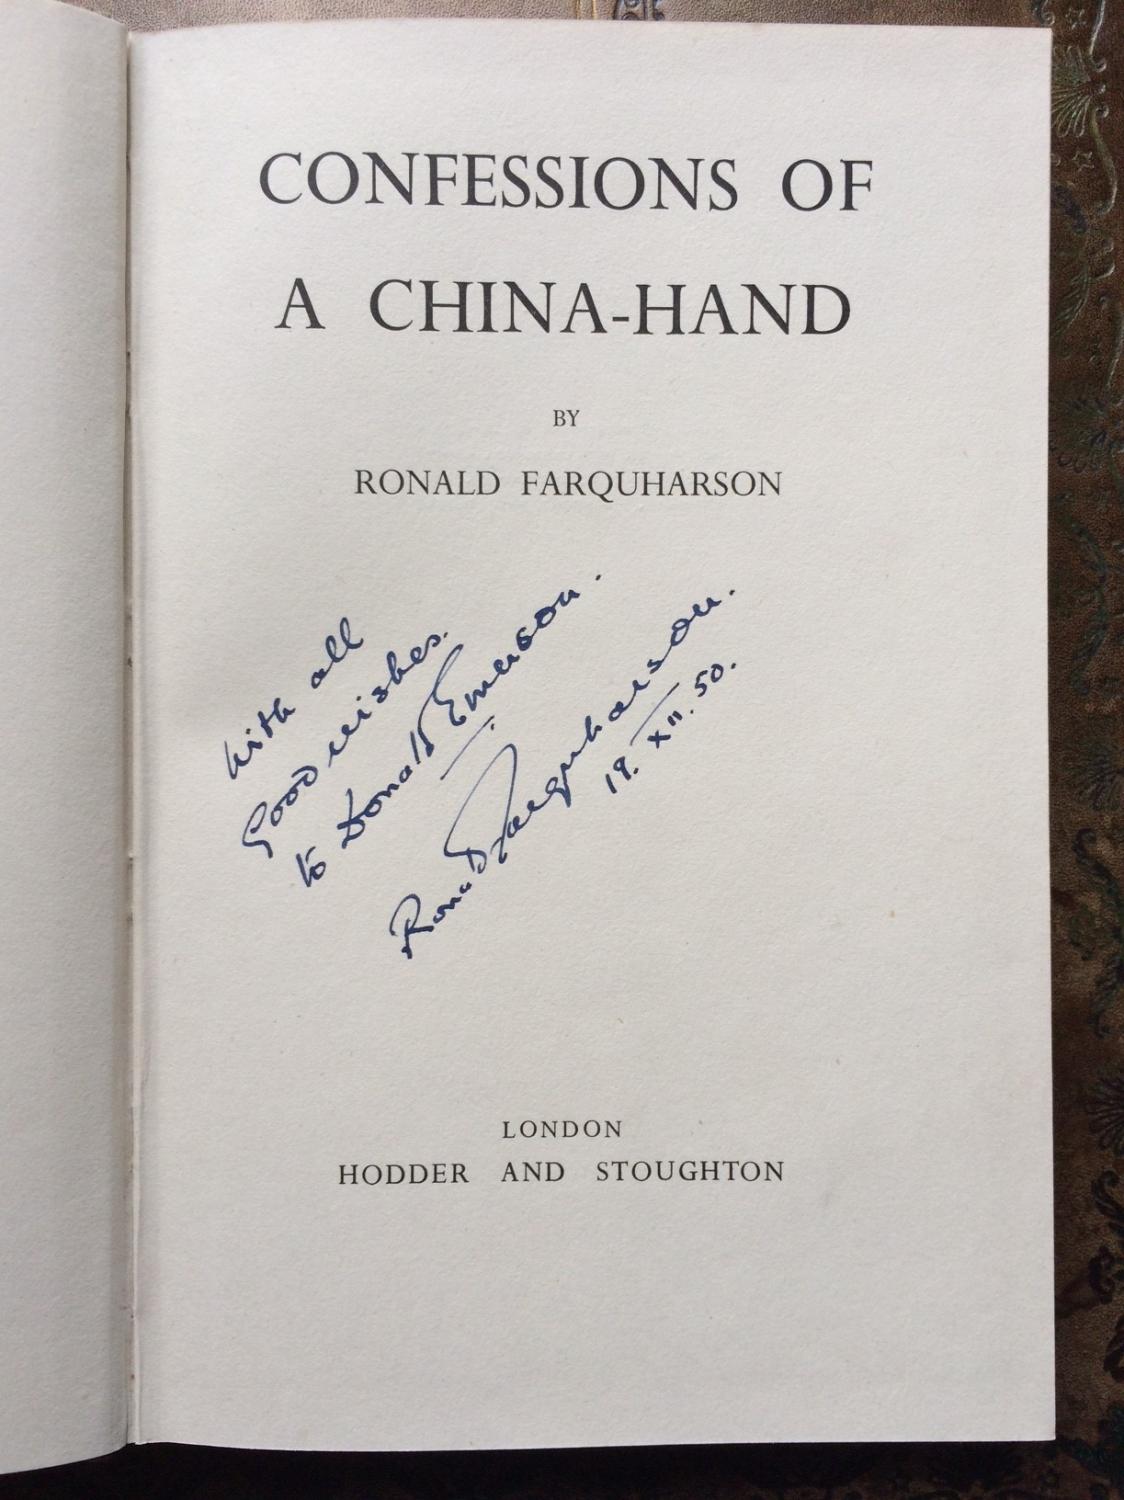 CONFESSIONS OF
A CHINA-HAND
BY
RONALD FARQUHARSON
With all
Good wishes.
to Donald Emerson.
Ronald Farquharson.
19. XII. 50.
LONDON
HODDER AND STOUGHTON